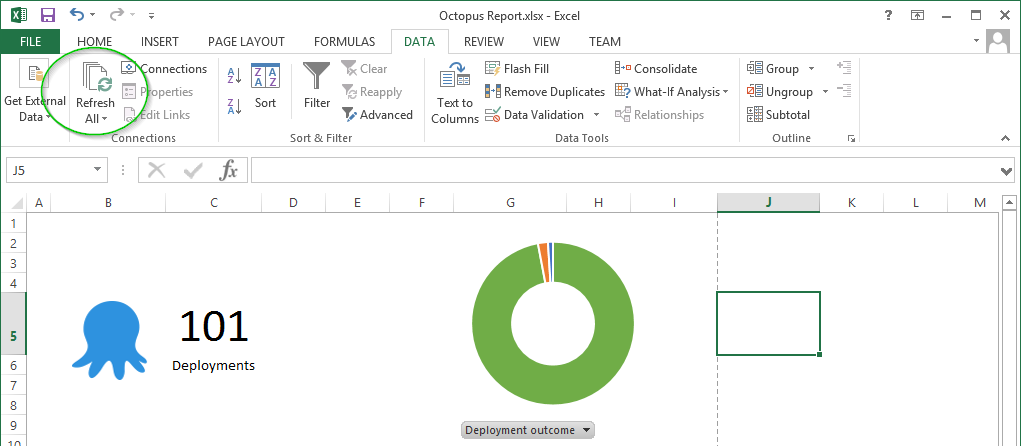 Octopus Report.xlsx - Excel
?
FILE HOME INSERT PAGE LAYOUT FORMULAS DATA REVIEW VIEW TEAM
Get External
Data
Refresh
All
Connections
Properties
Edit Links
Connections
A
Z
Z
A
Z A
A Z
Sort
Filter
Clear
Reapply
Advanced
Sort & Filter
Text to
Columns
Flash Fill
Remove Duplicates
Data Validation
Consolidate
What-If Analysis
Relationships
Data Tools
Group
Ungroup
Subtotal
Outline
J5
fx
A B C D E F G H I J K L M
1
2
3
4
5
6
7
8
9
10
101
Deployments
Deployment outcome